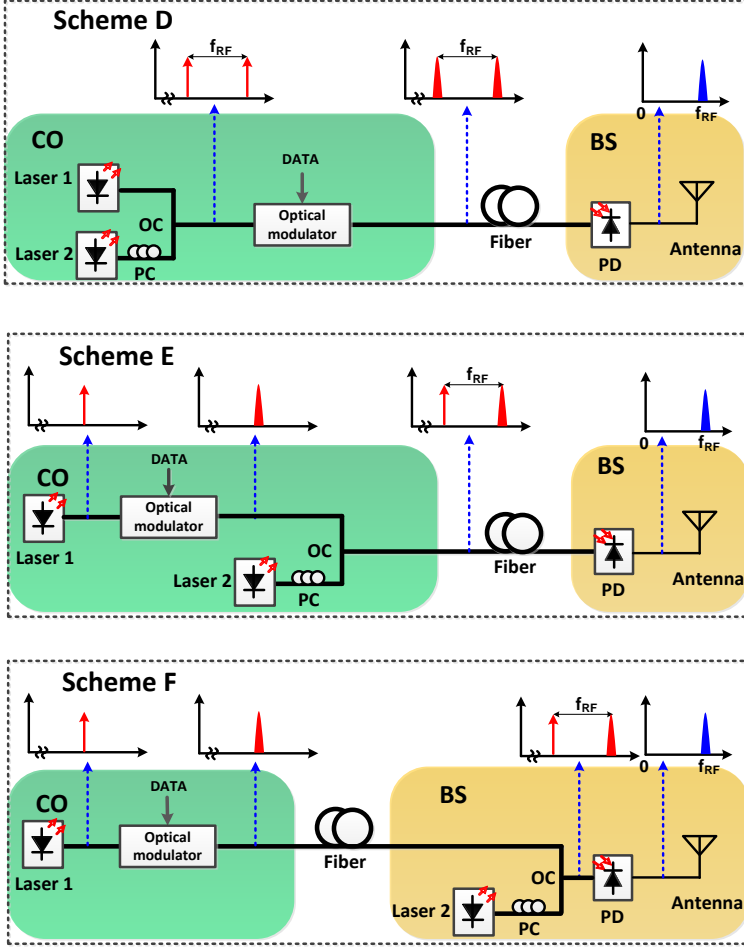 Scheme D
fRF
fRF
0
fRF
CO
BS
Laser 1
DATA
OC
Optical
modulator
Laser 2
PC
Fiber
PD
Antenna
Scheme E
fRF
0
fRF
CO
BS
DATA
Optical
modulator
Laser 1
OC
Fiber
Laser 2
PC
PD
Antenna
Scheme F
fRF
0
fRF
CO
BS
DATA
Optical
modulator
Laser 1
Fiber
OC
Laser 2
PC
PD
Antenna